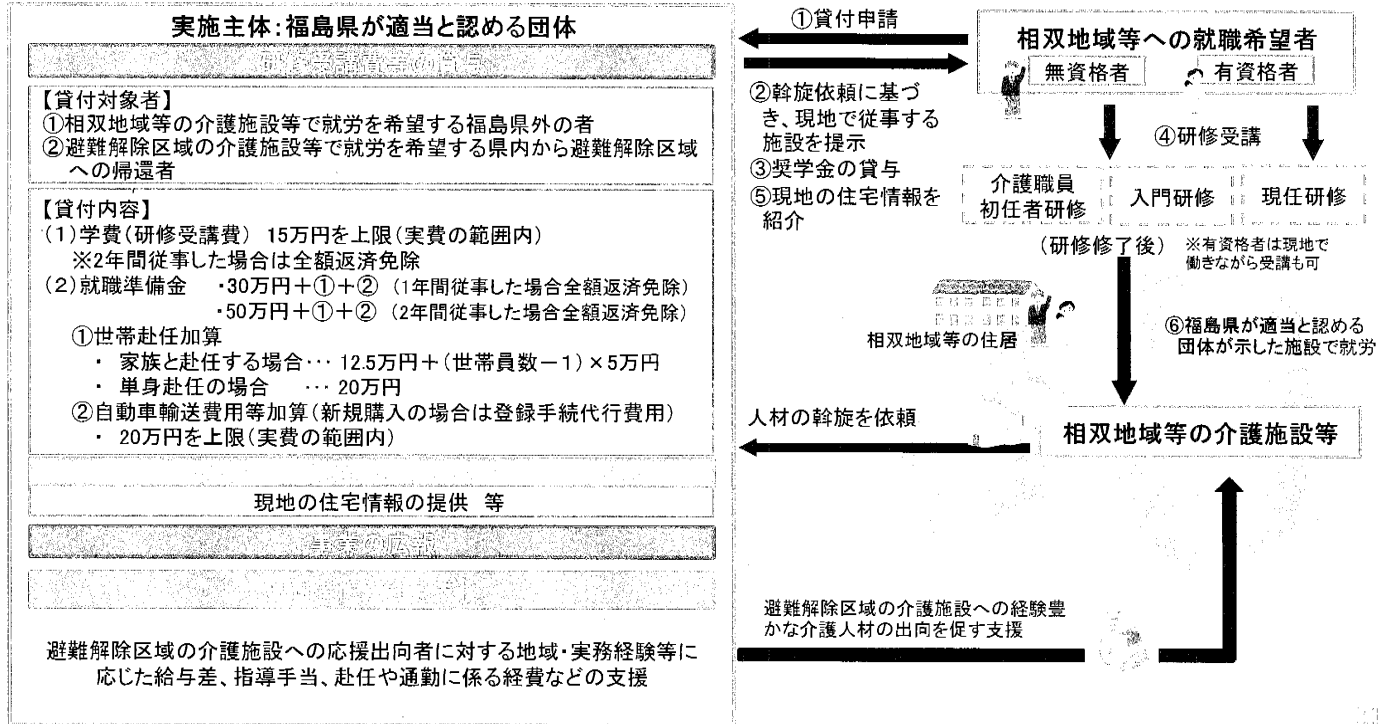 実施主体：福島県が適当と認める団体
研修受講費等の貸与
【貸付対象者】
①相双地域等の介護施設等で就労を希望する福島県外の者
②避難解除区域の介護施設等で就労を希望する県内から避難解除区域
への帰還者
【貸付内容】
（1）学費（研修受講費） 15万円を上限（実費の範囲内）
※2年間従事した場合は全額返済免除
（2）就職準備金 ・30万円＋①＋② （1年間従事した場合全額返済免除）
・50万円＋①＋② （2年間従事した場合全額返済免除）
①世帯赴任加算
・ 家族と赴任する場合… 12.5万円＋（世帯員数－1）×5万円
・ 単身赴任の場合 … 20万円
②自動車輸送費用等加算（新規購入の場合は登録手続代行費用）
・ 20万円を上限（実費の範囲内）
現地の住宅情報の提供 等
事業の広報
避難解除区域の介護施設への応援出向者に対する地域・実務経験等に
応じた給与差、指導手当、赴任や通勤に係る経費などの支援
①貸付申請
②斡旋依頼に基づ
き、現地で従事する
施設を提示
③奨学金の貸与
⑤現地の住宅情報を
紹介
相双地域等への就職希望者
無資格者
有資格者
④研修受講
介護職員
初任者研修
入門研修
現任研修
（研修修了後）
※有資格者は現地で
働きながら受講も可
相双地域等の住居
⑥福島県が適当と認める
団体が示した施設で就労
人材の斡旋を依頼
相双地域等の介護施設等
避難解除区域の介護施設への経験豊
かな介護人材の出向を促す支援